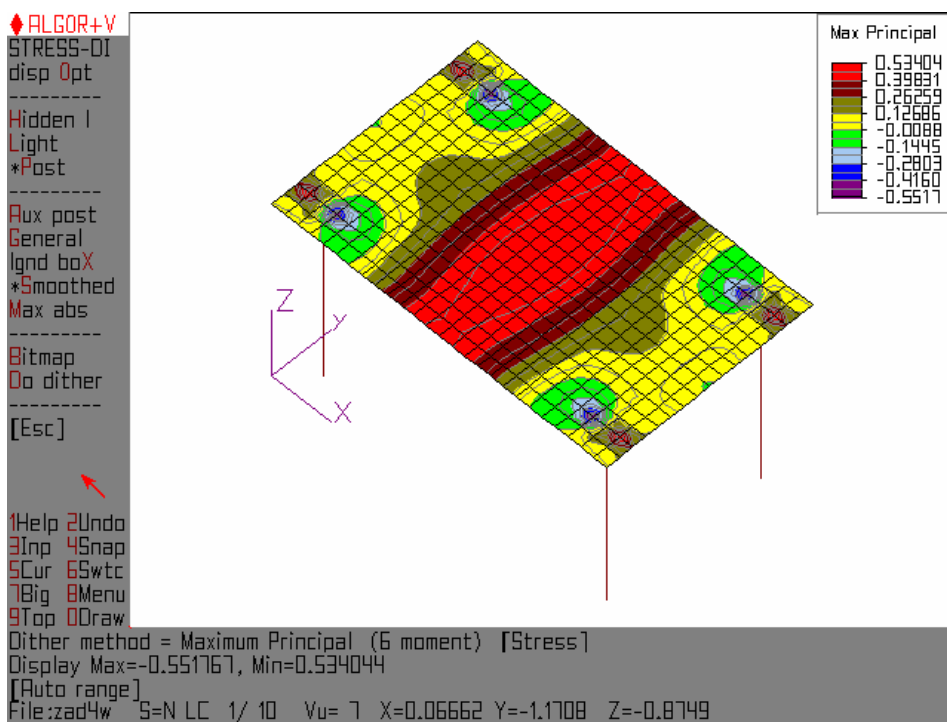 ALGOR+V
STRESS-DI
disp Opt
---------
Hidden l
Light
*Post
---------
Aux post
General
Ignd boX
*Smoothed
Max abs
---------
Bitmap
Do dither
---------
[Esc]
1Help 2Undo
3Inp 4Snap
5Cur 6Swtc
7Big 8Menu
9Top 0Draw
Max Principal
0.53404
0.39831
0.26259
0.12686
-0.0088
-0.1445
-0.2803
-0.4160
-0.5517
Z
y
X
Dither method = Maximum Principal (6 moment) [Stress]
Display Max=-0.551767, Min=0.534044
[Auto range]
File:zad4w S=N LC 1/ 10 Vu= 7 X=0.06662 Y=-1.1708 Z=-0.8749